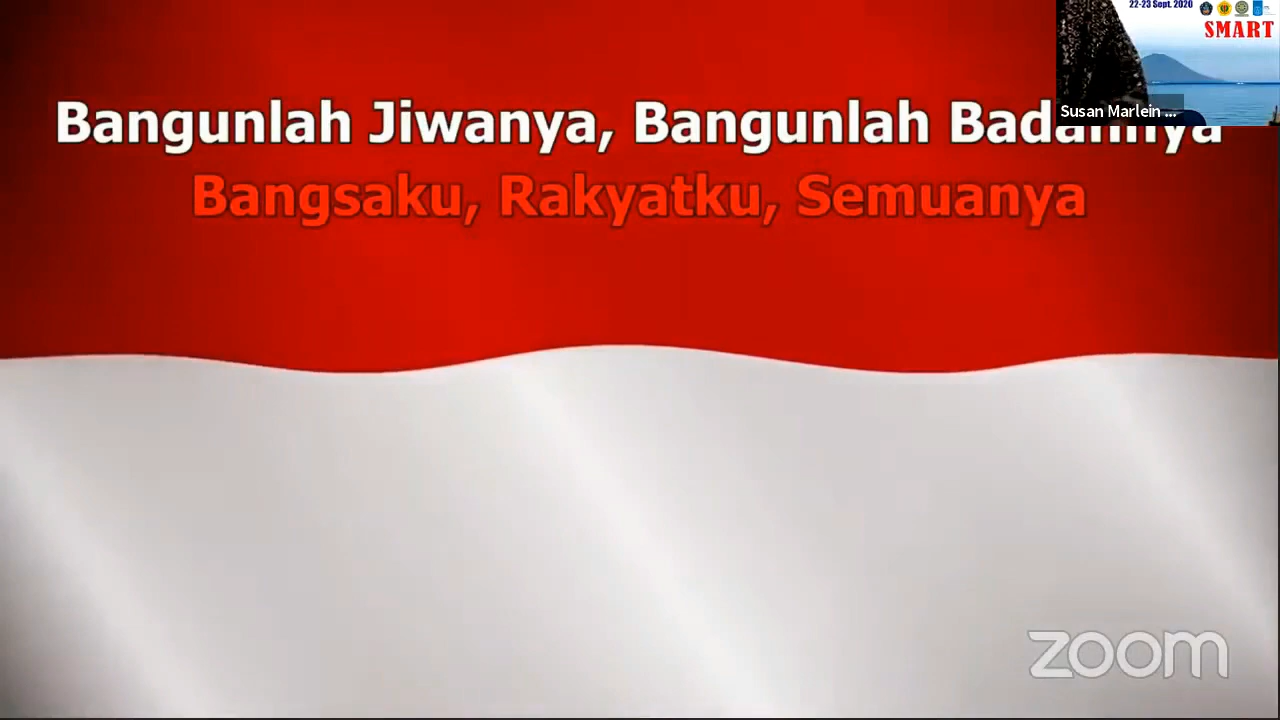 22-23 Sept. 2020
SMART
Susan Marlein ...
Bangunlah Jiwanya, Bangunlah Badannya
Bangsaku, Rakyatku, Semuanya
zoom